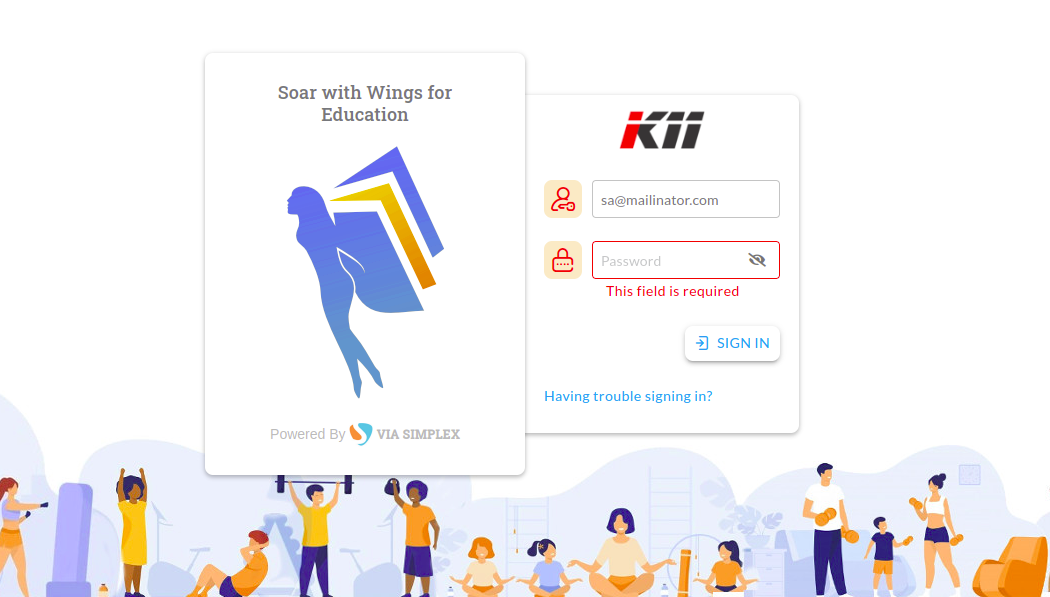 Soar with Wings for
Education
Powered By VIA SIMPLEX
KII
sa@mailinator.com
Password
This field is required
SIGN IN
Having trouble signing in?